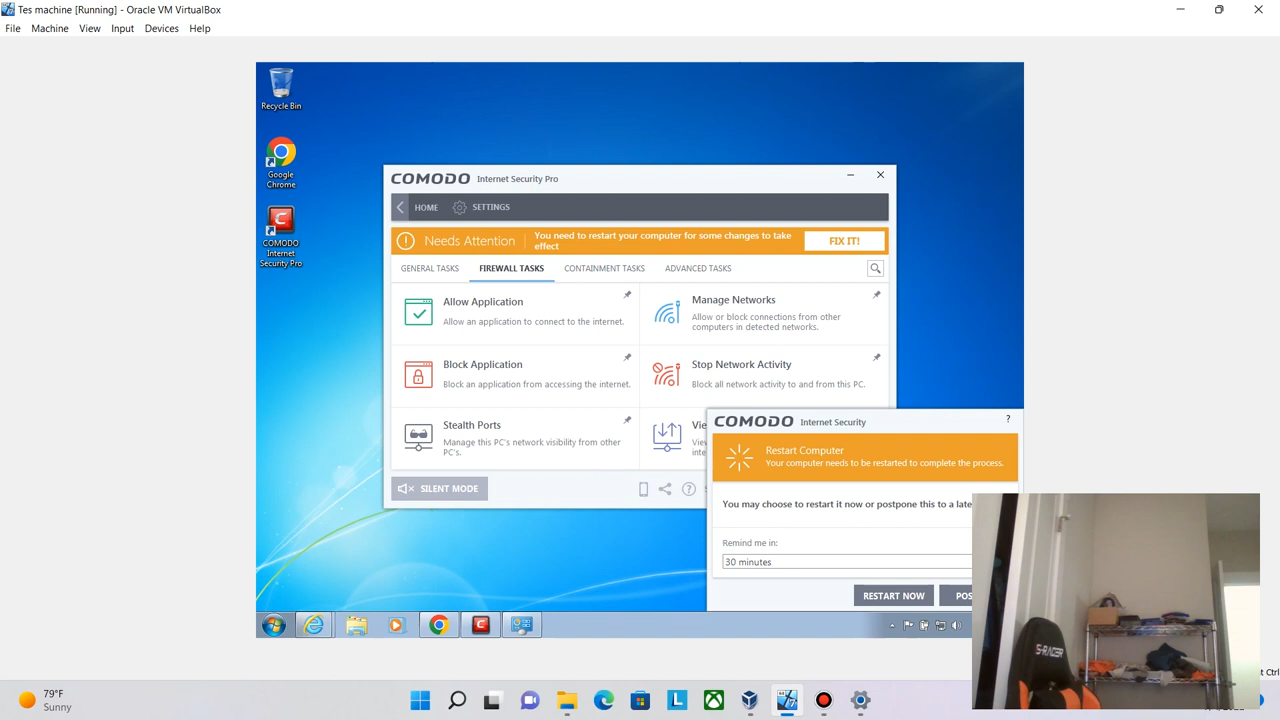 Tes machine [Running] - Oracle VM VirtualBox
File Machine View Input Devices Help
Recycle Bin
Google
Chrome
COMODO
Internet
Security Pro
COMODO Internet Security Pro
HOME SETTINGS
Needs Attention
You need to restart your computer for some changes to take
effect
FIX IT!
GENERAL TASKS FIREWALL TASKS CONTAINMENT TASKS ADVANCED TASKS
Allow Application
Allow an application to connect to the internet.
Manage Networks
Allow or block connections from other
computers in detected networks.
Block Application
Block an application from accessing the internet.
Stop Network Activity
Block all network activity to and from this PC.
Stealth Ports
Manage this PC's network visibility from other
PC's.
SILENT MODE
COMODO Internet Security
?
Restart Computer
Your computer needs to be restarted to complete the process.
You may choose to restart it now or postpone this to a late
Remind me in:
30 minutes
RESTART NOW POS
S-RACER
Ctrl
79°F
Sunny